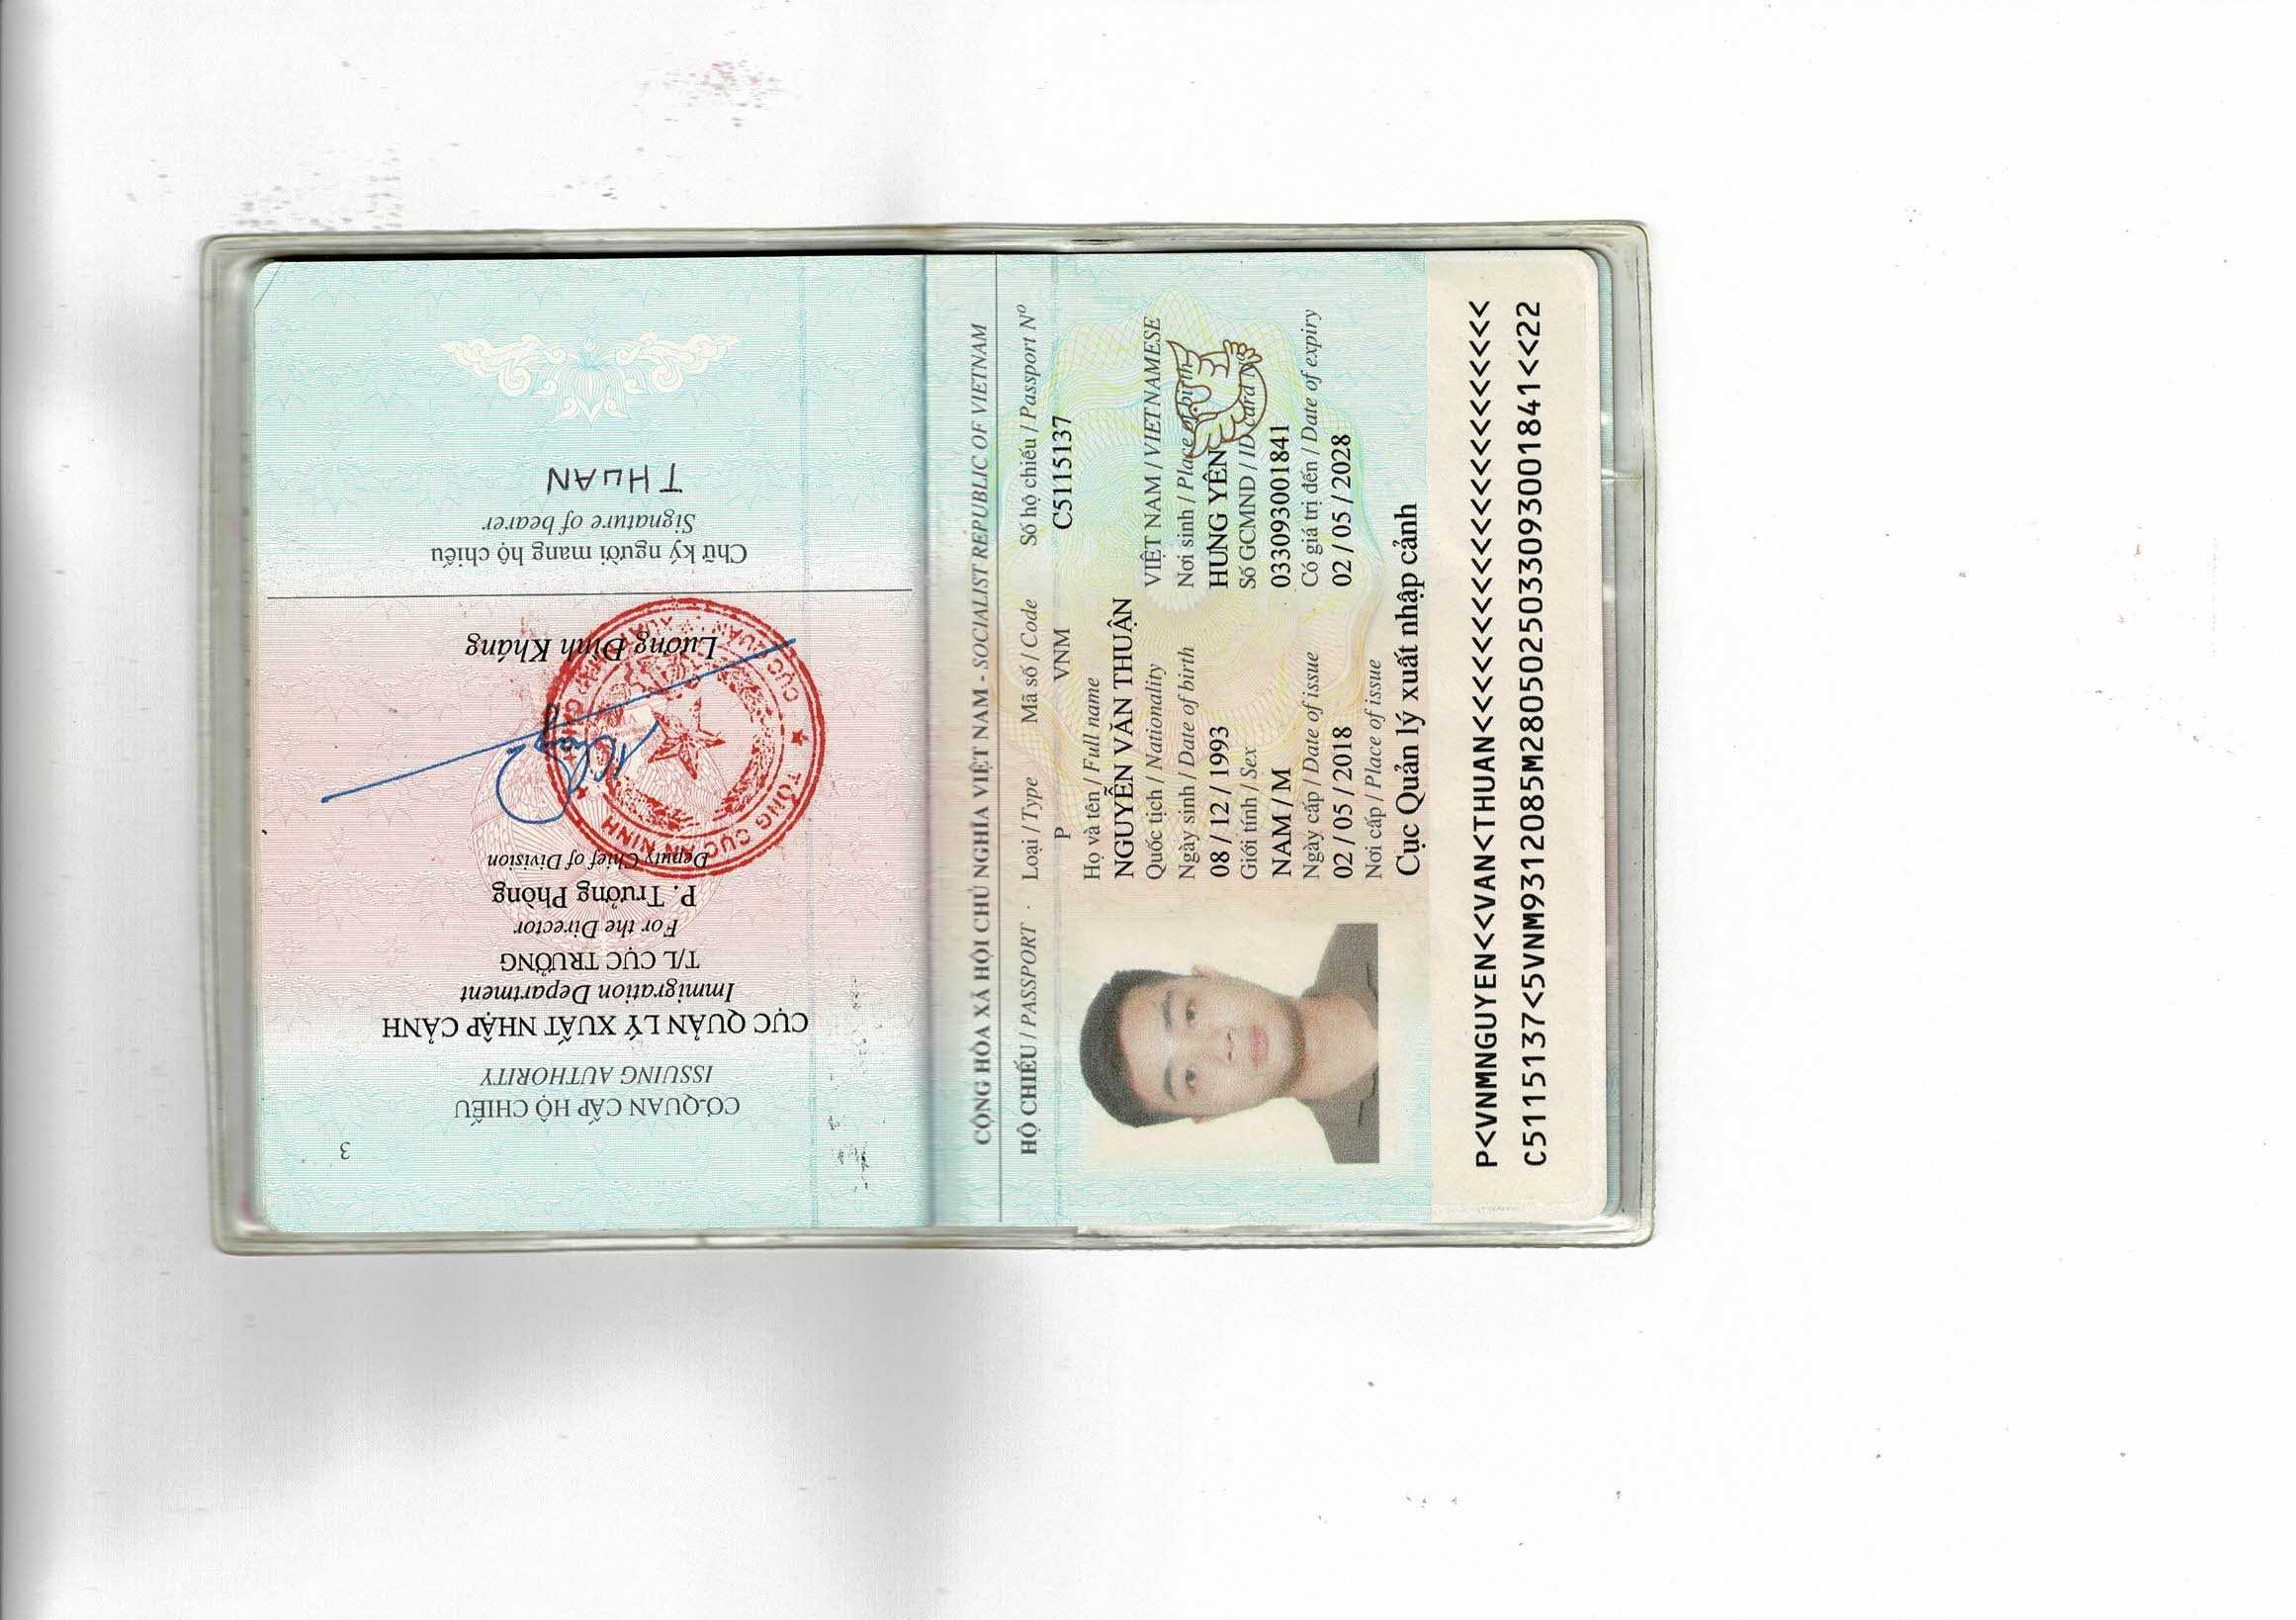 3
CƠ QUAN CẤP HỘ CHIẾU
ISSUING AUTHORITY
CỤC QUẢN LÝ XUẤT NHẬP CẢNH
Immigration Department
T/L CỤC TRƯỞNG
For the Director
P. Trưởng Phòng
Deputy Chief of Division
TỔNG CỤC AN NINH
Lương Đình Kháng
Chữ ký người mang hộ chiếu
Signature of bearer
THUAN
CỘNG HÒA XÃ HỘI CHỦ NGHĨA VIỆT NAM - SOCIALIST REPUBLIC OF VIETNAM
HỘ CHIẾU / PASSPORT Loại / Type Mã số / Code Số hộ chiếu / Passport Nº
P VNM C5115137
Họ và tên / Full name
NGUYỄN VĂN THUẬN
Quốc tịch / Nationality VIỆT NAM / VIETNAMESE
Ngày sinh / Date of birth Nơi sinh / Place of birth
08 / 12 / 1993 HƯNG YÊN
Giới tính / Sex Số GCMND / ID card Nº
NAM / M 033093001841
Ngày cấp / Date of issue Có giá trị đến / Date of expiry
02 / 05 / 2018 02 / 05 / 2028
Nơi cấp / Place of issue
Cục Quản lý xuất nhập cảnh
P<VNMNGUYEN<<VAN<THUAN<<<<<<<<<<<<<<<<<<<<<<
C5115137<5VNM9312085M2805025033093001841<<22